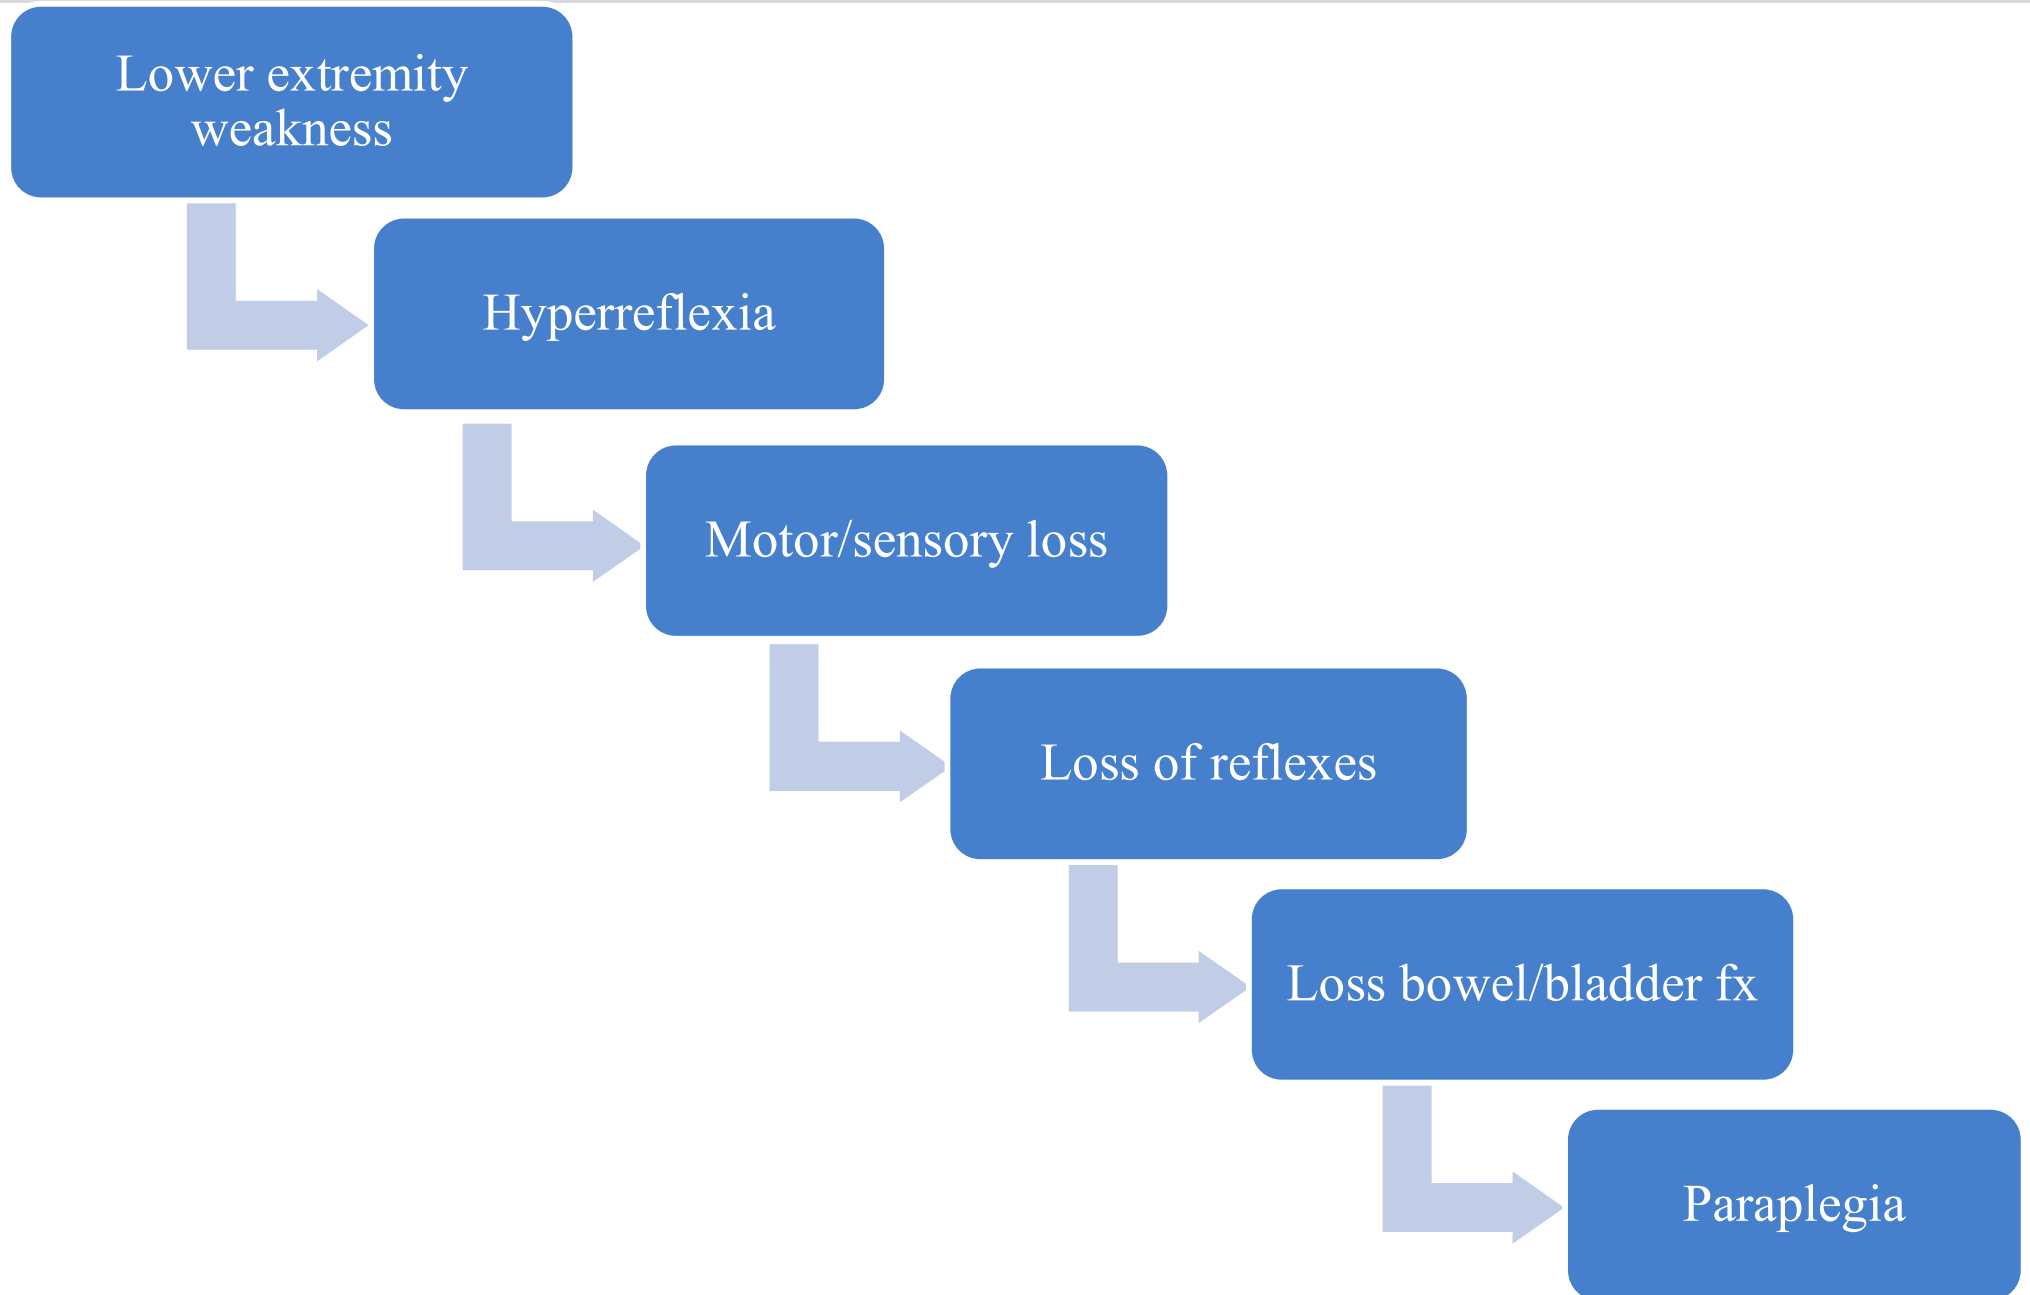 Lower extremity
weakness
Hyperreflexia
Motor/sensory loss
Loss of reflexes
Loss bowel/bladder fx
Paraplegia